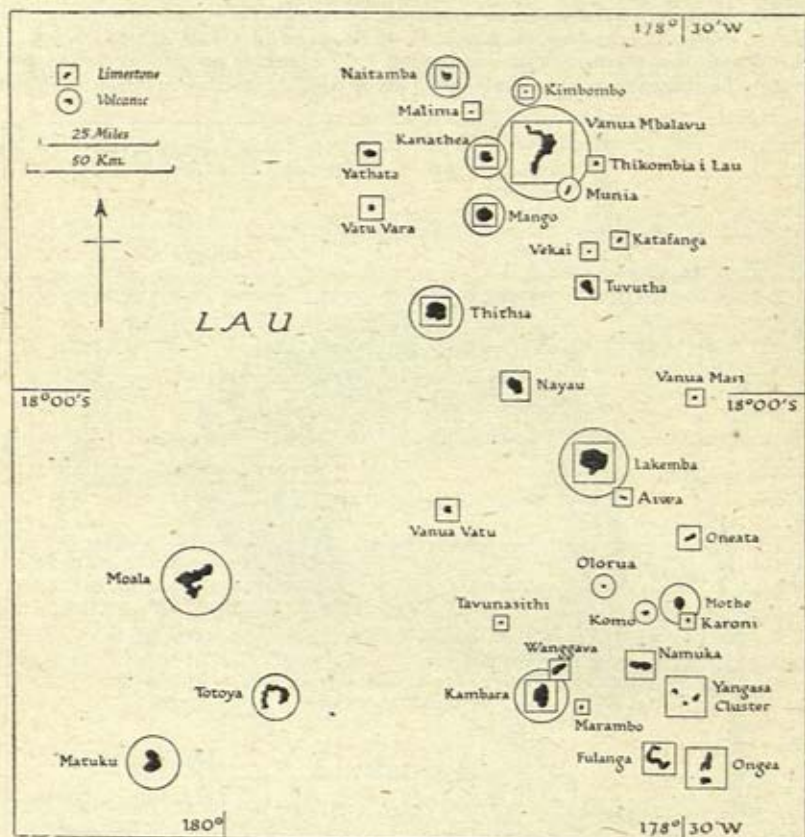 178° 30'W
Limestone
Volcanic
25 Miles
50 Km.
Naitamba
Kimbombo
Malima
Vanua Mbalavu
Kanathea
Yathata
Thikombia i Lau
Munia
Vatu Vara
Mango
Katafanga
Vekai
Tuvutha
LAU
Thithia
Nayau
Vanua Masi
18°00'S
18°00'S
Lakemba
Aiwa
Vanua Vatu
Oneata
Moala
Olorua
Tavunasithi
Komo
Mothe
Karoni
Wanggava
Namuka
Totoya
Kambara
Yangasa
Cluster
Marambo
Matuku
Fulanga
Ongea
180°
178° 30'W